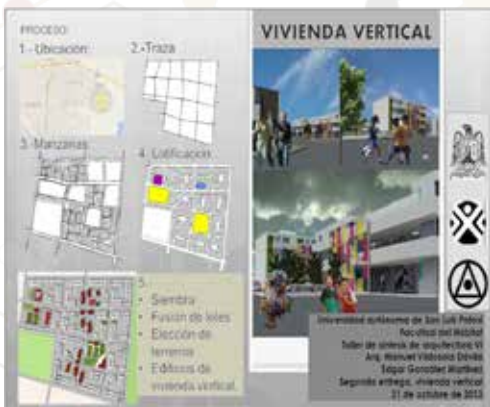 PROCESO:
1.- Ubicación:
2.-Traza
3.-Manzanas:
4. Lotificación
5.
• Siembra
• Fusión de lotes
• Elección de
terrenos
• Edificios de
vivienda vertical.
VIVIENDA VERTICAL
Universidad autónoma de San Luis Potosí
Facultad del Hábitat
Taller de síntesis de arquitectura VI
Arq. Manuel Vildósola Dávila
Edgar González Martínez
Segunda entrega, vivienda vertical
21 de octubre de 2013